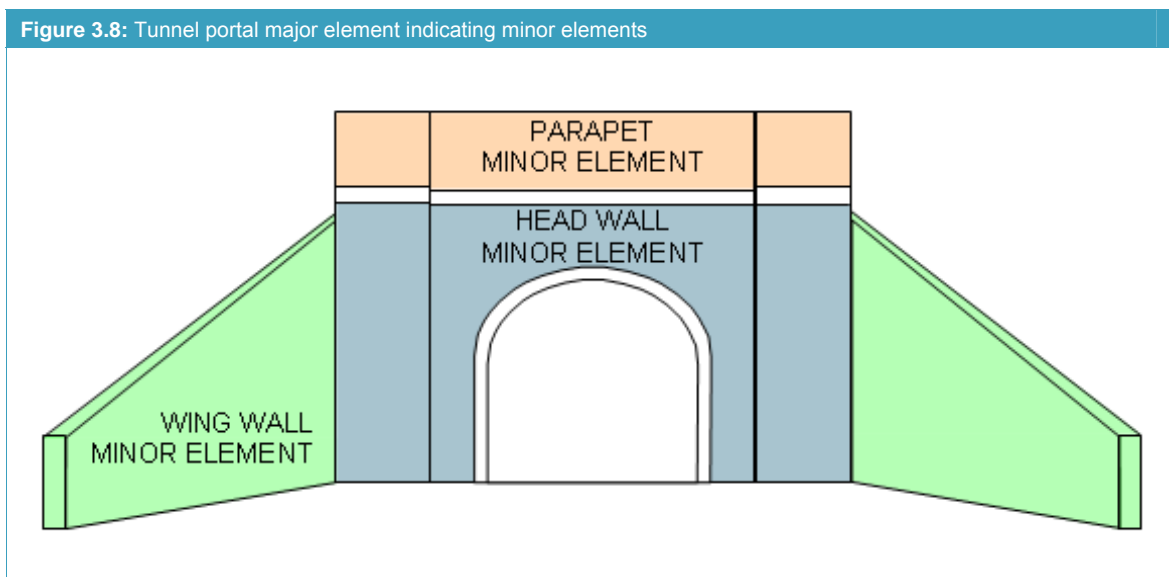 Figure 3.8: Tunnel portal major element indicating minor elements
PARAPET
MINOR ELEMENT
HEAD WALL
MINOR ELEMENT
WING WALL
MINOR ELEMENT